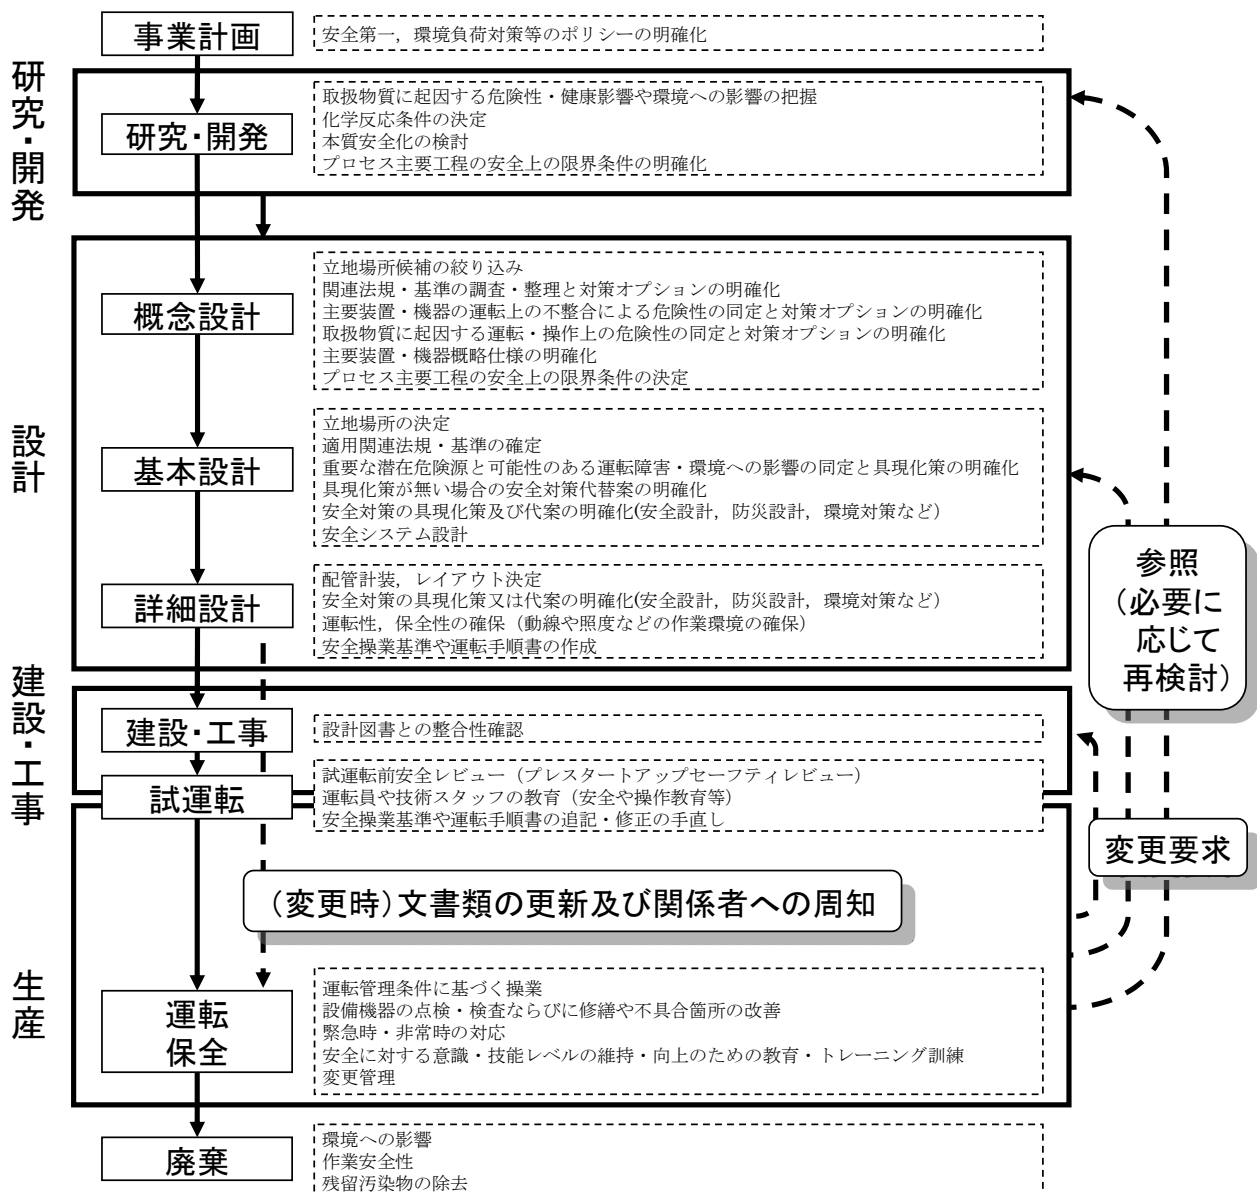 事業計画
安全第一，環境負荷対策等のポリシーの明確化
研究・開発
研究・開発
取扱物質に起因する危険性・健康影響や環境への影響の把握
化学反応条件の決定
本質安全化の検討
プロセス主要工程の安全上の限界条件の明確化
設計
概念設計
立地場所候補の絞り込み
関連法規・基準の調査・整理と対策オプションの明確化
主要装置・機器の運転上の不整合による危険性の同定と対策オプションの明確化
取扱物質に起因する運転・操作上の危険性の同定と対策オプションの明確化
主要装置・機器概略仕様の明確化
プロセス主要工程の安全上の限界条件の決定
基本設計
立地場所の決定
適用関連法規・基準の確定
重要な潜在危険源と可能性のある運転障害・環境への影響の同定と具現化策の明確化
具現化策が無い場合の安全対策代替案の明確化
安全対策の具現化策及び代案の明確化(安全設計，防災設計，環境対策など）
安全システム設計
詳細設計
配管計装，レイアウト決定
安全対策の具現化策又は代案の明確化(安全設計，防災設計，環境対策など）
運転性，保全性の確保（動線や照度などの作業環境の確保）
安全操業基準や運転手順書の作成
参照
（必要に
応じて
再検討）
建設・工事
建設・工事
設計図書との整合性確認
試運転
試運転前安全レビュー（プレスタートアップセーフティレビュー）
運転員や技術スタッフの教育（安全や操作教育等）
安全操業基準や運転手順書の追記・修正の手直し
変更要求
（変更時）文書類の更新及び関係者への周知
生産
運転
保全
運転管理条件に基づく操業
設備機器の点検・検査ならびに修繕や不具合箇所の改善
緊急時・非常時の対応
安全に対する意識・技能レベルの維持・向上のための教育・トレーニング訓練
変更管理
廃棄
環境への影響
作業安全性
残留汚染物の除去